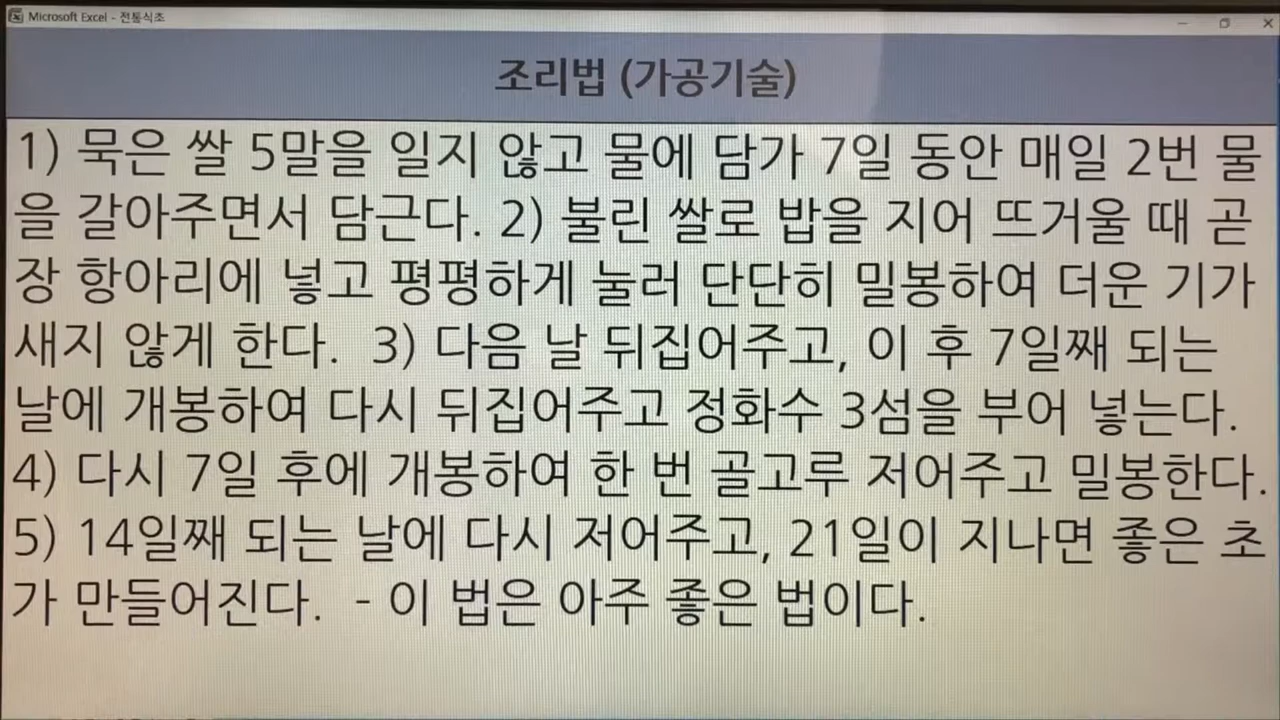 Microsoft Excel - 전통식초
조리법 (가공기술)
1) 묵은 쌀 5말을 일지 않고 물에 담가 7일 동안 매일 2번 물
을 갈아주면서 담근다. 2) 불린 쌀로 밥을 지어 뜨거울 때 곧
장 항아리에 넣고 평평하게 눌러 단단히 밀봉하여 더운 기가
새지 않게 한다.  3) 다음 날 뒤집어주고, 이 후 7일째 되는
날에 개봉하여 다시 뒤집어주고 정화수 3섬을 부어 넣는다.
4) 다시 7일 후에 개봉하여 한 번 골고루 저어주고 밀봉한다.
5) 14일째 되는 날에 다시 저어주고, 21일이 지나면 좋은 초
가 만들어진다.  - 이 법은 아주 좋은 법이다.